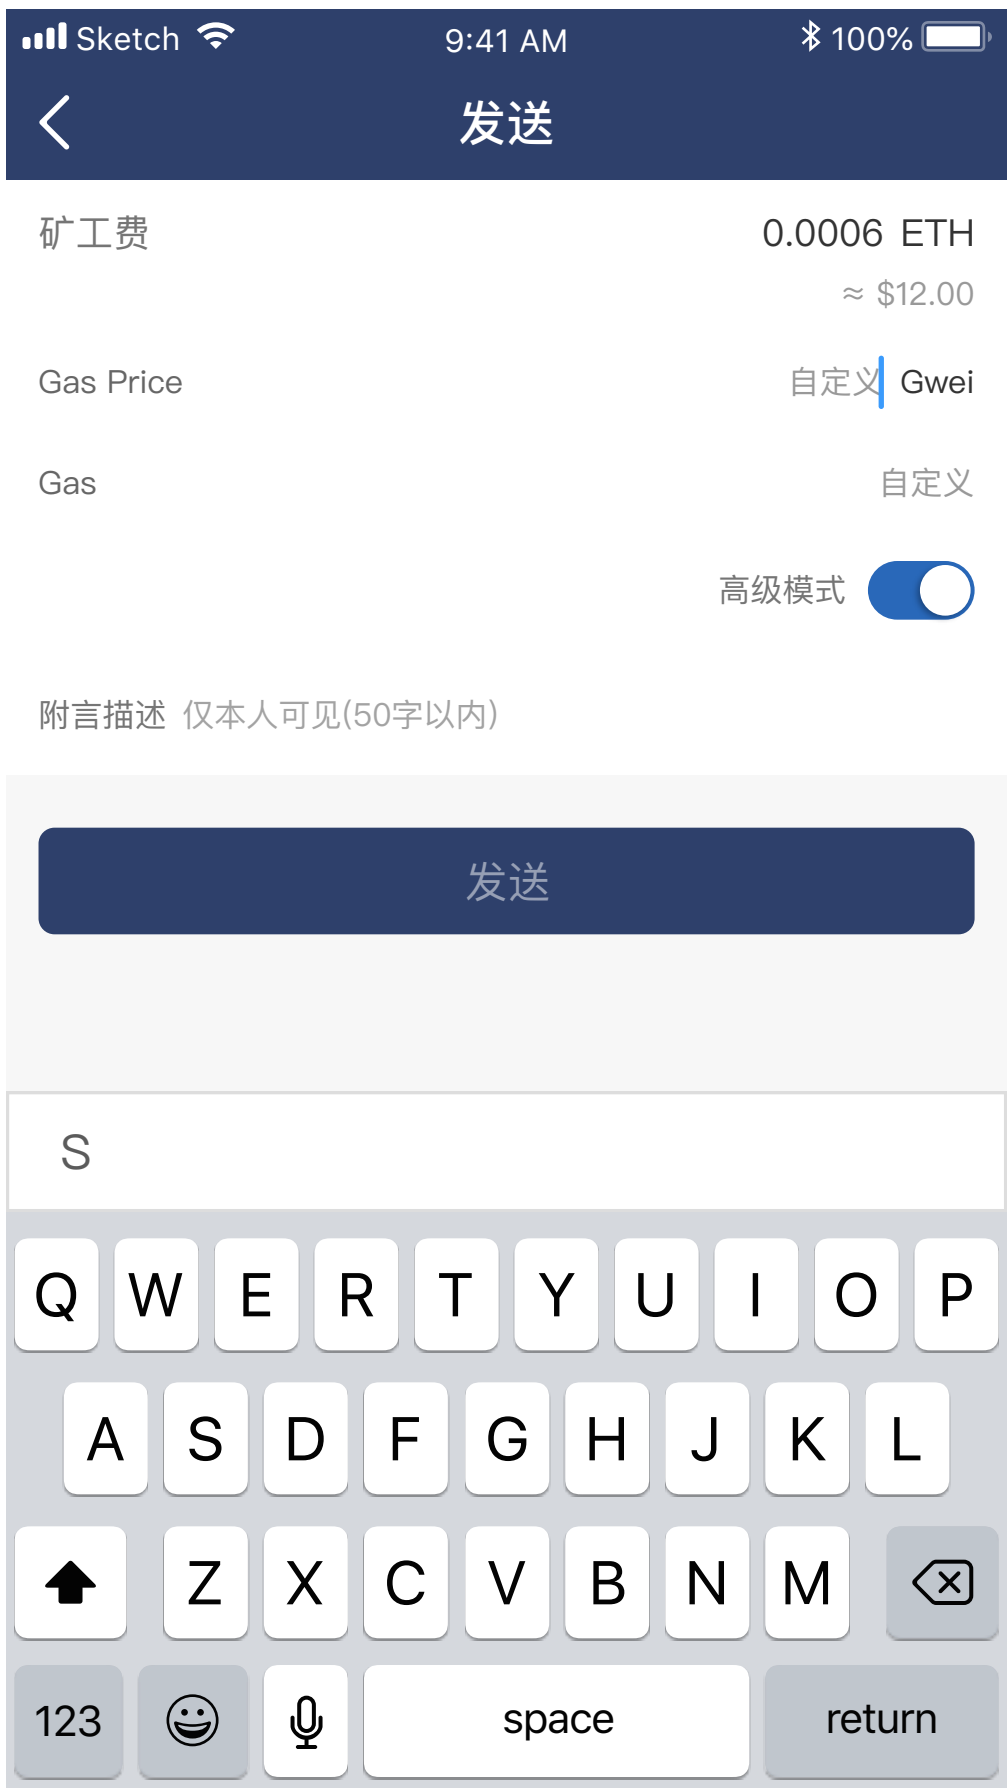 Sketch 9:41 AM 100%
发送
矿工费 0.0006 ETH
≈ $12.00
Gas Price 自定义 Gwei
Gas 自定义
高级模式
附言描述 仅本人可见(50字以内)
发送
S
Q W E R T Y U I O P
A S D F G H J K L
Z X C V B N M
123 space return